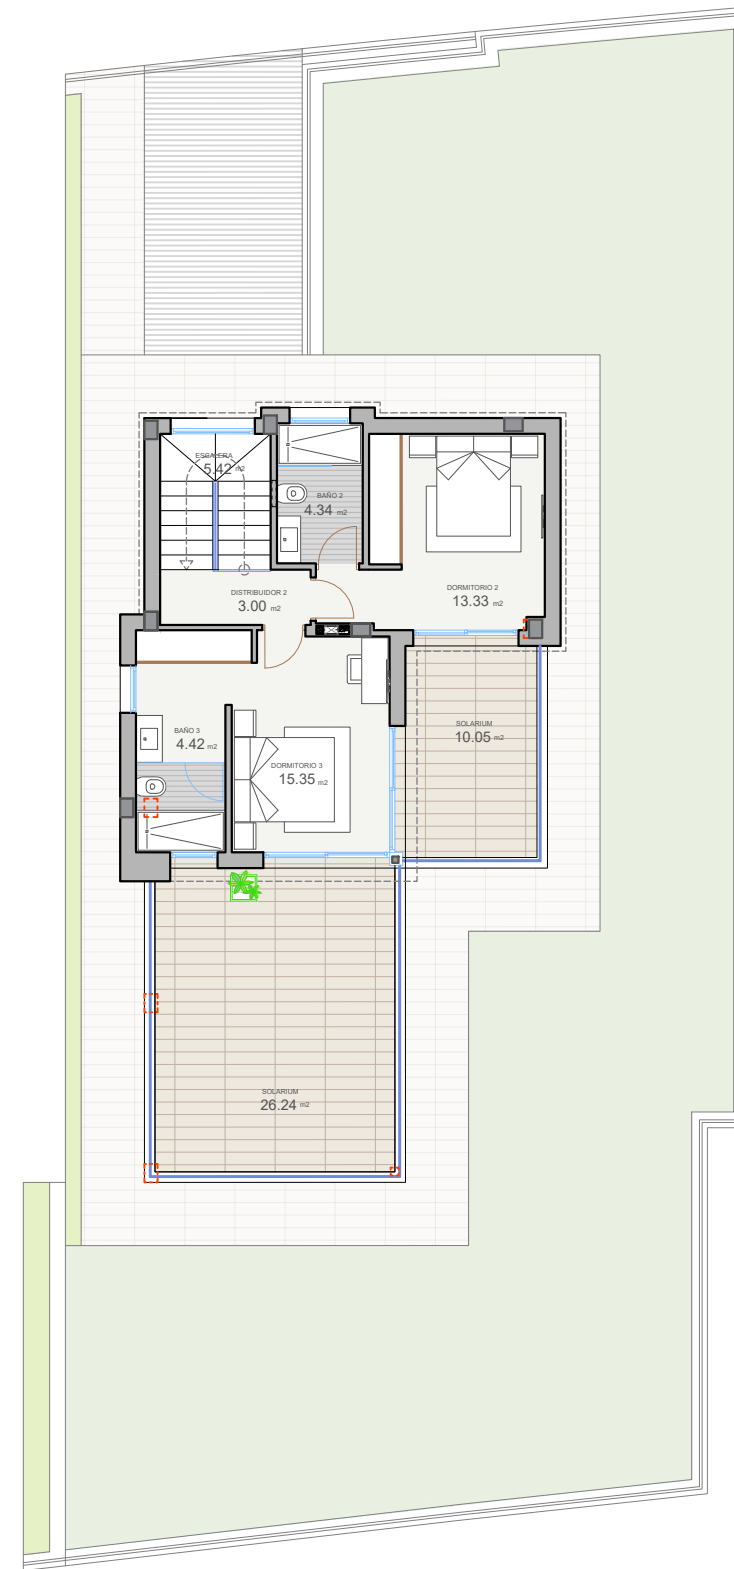 ESCALERA
5.42 m2
BAÑO 2
4.34 m2
DORMITORIO 2
13.33 m2
DISTRIBUIDOR 2
3.00 m2
BAÑO 3
4.42 m2
SOLARIUM
10.05 m2
DORMITORIO 3
15.35 m2
SOLARIUM
26.24 m2